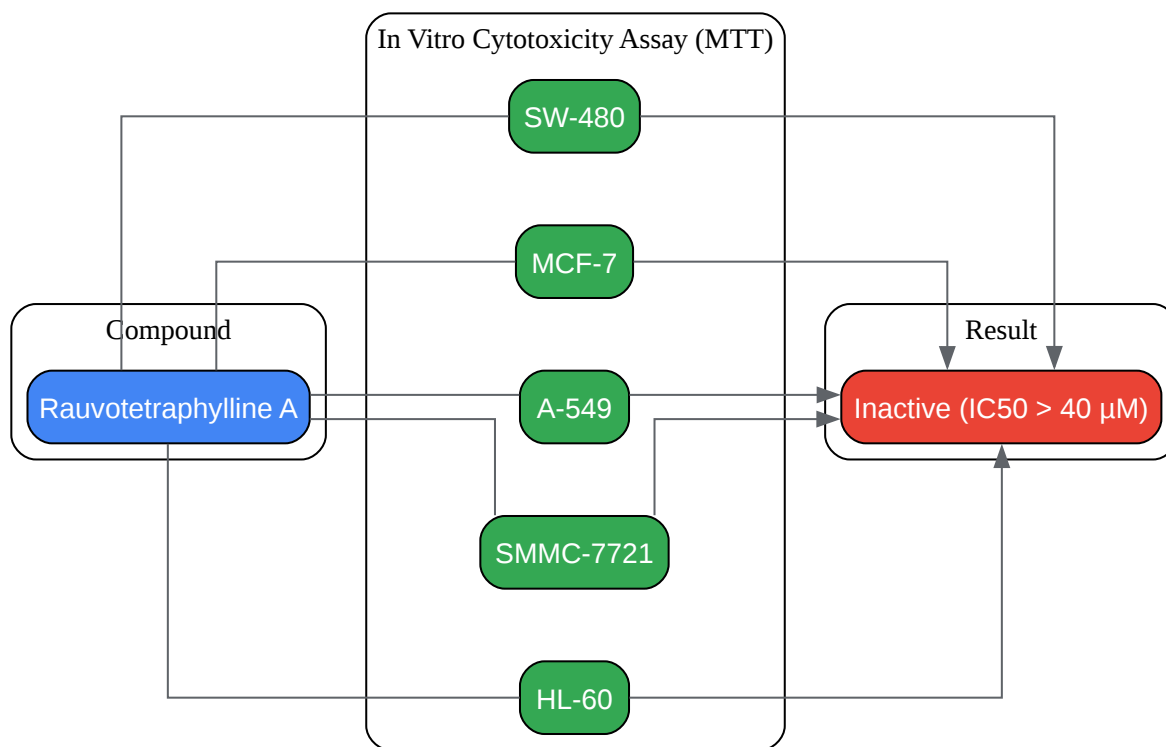 In Vitro Cytotoxicity Assay (MTT)
SW-480
MCF-7
Compound
Result
Rauvotetraphylline A
A-549
Inactive (IC50 > 40 µM)
SMMC-7721
HL-60